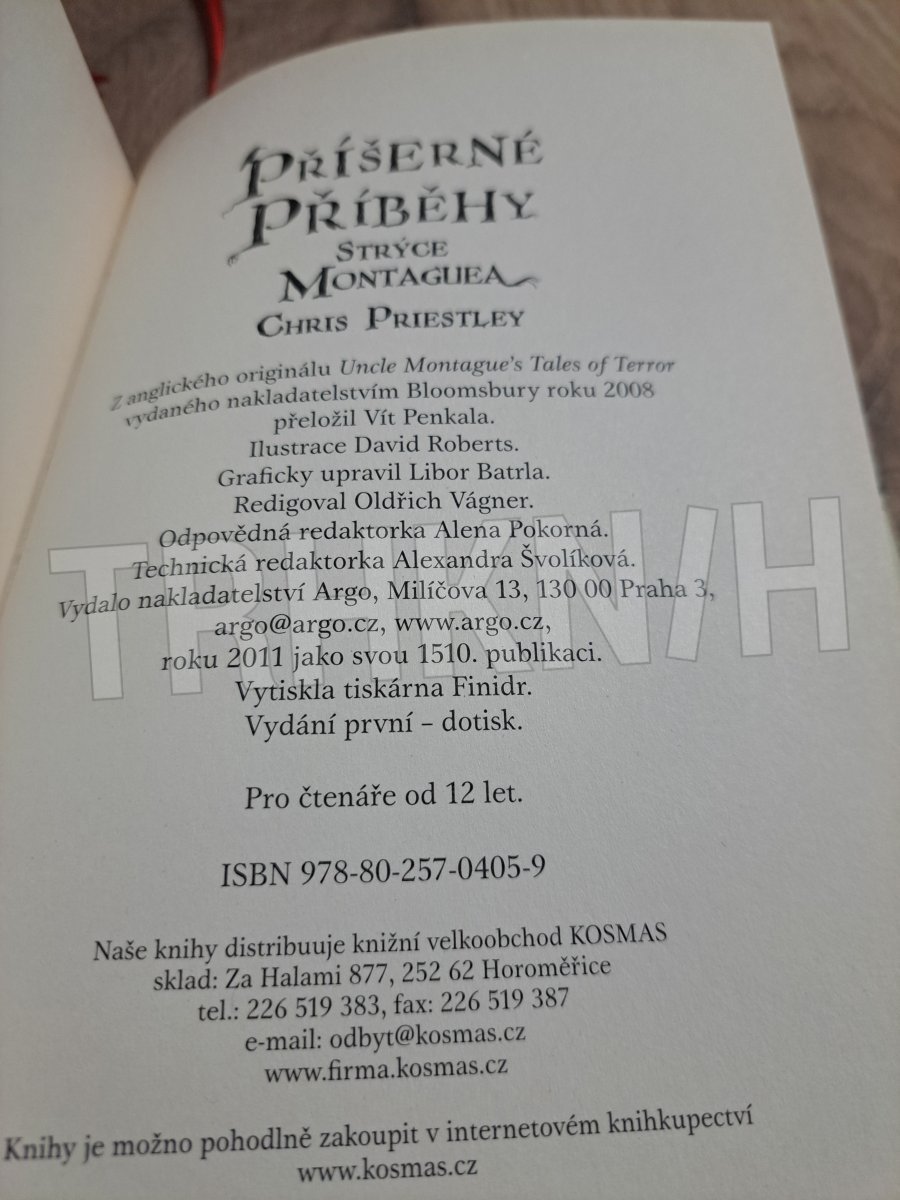 PŘÍŠERNÉ
PŘÍBĚHY
STRÝCE
MONTAGUEA
CHRIS PRIESTLEY
Z anglického originálu Uncle Montague's Tales of Terror
vydaného nakladatelstvím Bloomsbury roku 2008
přeložil Vít Penkala.
Ilustrace David Roberts.
Graficky upravil Libor Batrla.
Redigoval Oldřich Vágner.
Odpovědná redaktorka Alena Pokorná.
Technická redaktorka Alexandra Švolíková.
Vydalo nakladatelství Argo, Milíčova 13, 130 00 Praha 3,
argo@argo.cz, www.argo.cz,
roku 2011 jako svou 1510. publikaci.
Vytiskla tiskárna Finidr.
Vydání první – dotisk.
Pro čtenáře od 12 let.
ISBN 978-80-257-0405-9
Naše knihy distribuuje knižní velkoobchod KOSMAS
sklad: Za Halami 877, 252 62 Horoměřice
tel.: 226 519 383, fax: 226 519 387
e-mail: odbyt@kosmas.cz
www.firma.kosmas.cz
Knihy je možno pohodlně zakoupit v internetovém knihkupectví
www.kosmas.cz